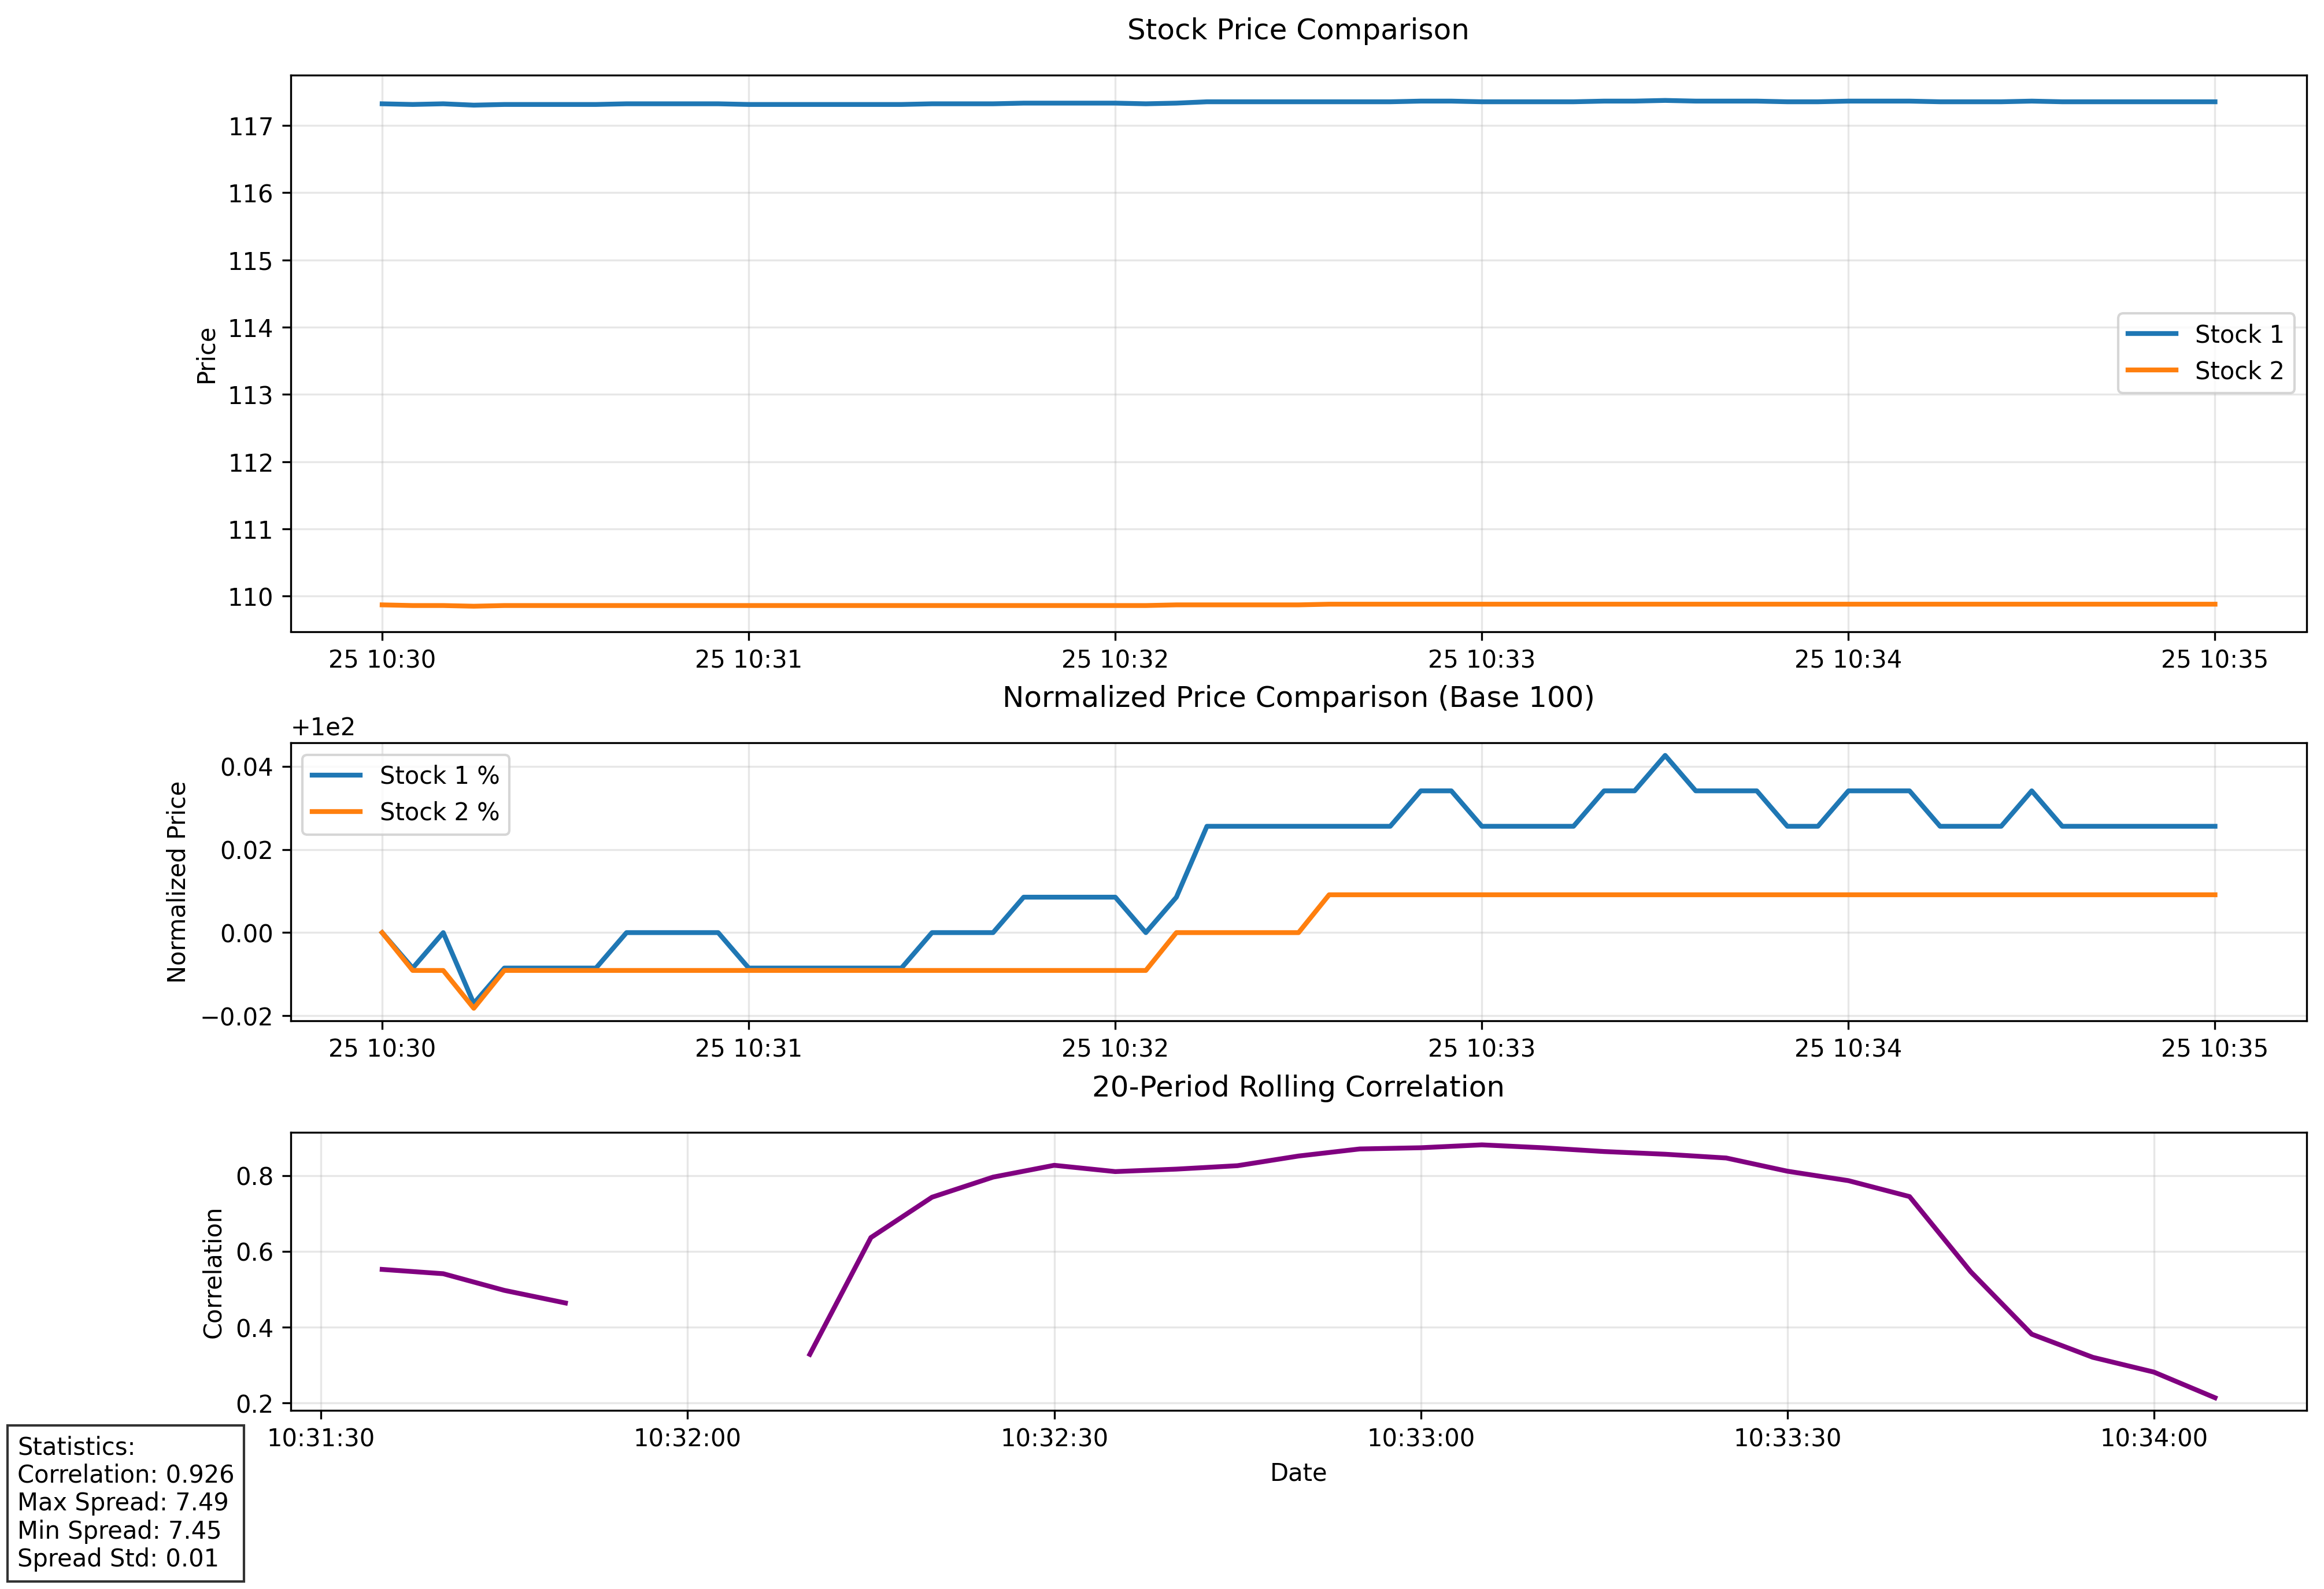 Stock Price Comparison
Price
117
116
115
114
113
112
111
110
Stock 1
Stock 2
25 10:30 25 10:31 25 10:32 25 10:33 25 10:34 25 10:35
Normalized Price Comparison (Base 100)
+1e2
Normalized Price
0.04
0.02
0.00
−0.02
Stock 1 %
Stock 2 %
25 10:30 25 10:31 25 10:32 25 10:33 25 10:34 25 10:35
20-Period Rolling Correlation
Correlation
0.8
0.6
0.4
0.2
10:31:30 10:32:00 10:32:30 10:33:00 10:33:30 10:34:00
Date
Statistics:
Correlation: 0.926
Max Spread: 7.49
Min Spread: 7.45
Spread Std: 0.01